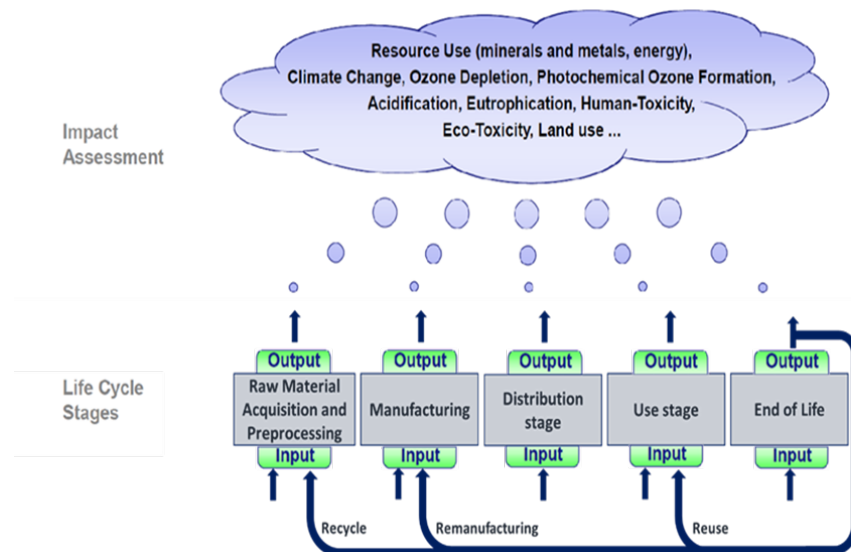 Resource Use (minerals and metals, energy),
Climate Change, Ozone Depletion, Photochemical Ozone Formation,
Acidification, Eutrophication, Human-Toxicity,
Eco-Toxicity, Land use ...
Impact
Assessment
Output
Output
Output
Output
Output
Life Cycle
Stages
Raw Material
Acquisition and
Preprocessing
Manufacturing
Distribution
stage
Use stage
End of Life
Input
Input
Input
Input
Input
Recycle
Remanufacturing
Reuse